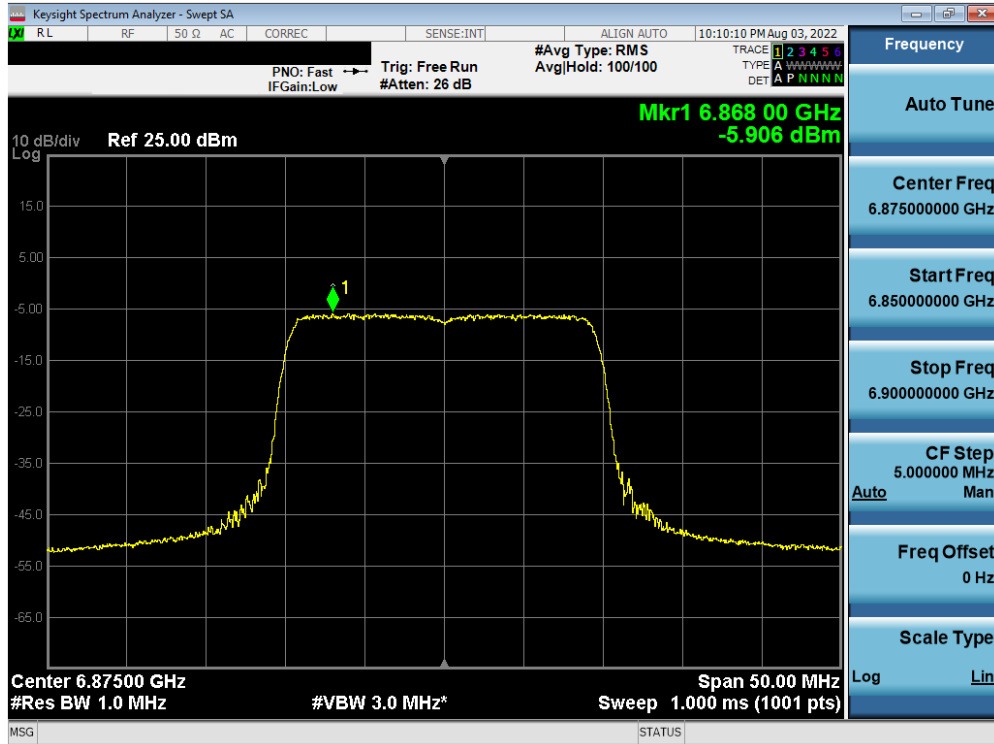 Keysight Spectrum Analyzer - Swept SA
LXI RL RF 50 Ω AC CORREC SENSE:INT ALIGN AUTO 10:10:10 PM Aug 03, 2022
PNO: Fast
IFGain:Low
Trig: Free Run
#Atten: 26 dB
#Avg Type: RMS
Avg|Hold: 100/100
TRACE 1 2 3 4 5 6
TYPE A WWWWW
DET A P N N N N
Mkr1 6.868 00 GHz
-5.906 dBm
10 dB/div Ref 25.00 dBm
Log
15.0
5.00
-5.00
-15.0
-25.0
-35.0
-45.0
-55.0
-65.0
1
Center 6.87500 GHz Span 50.00 MHz
#Res BW 1.0 MHz #VBW 3.0 MHz* Sweep 1.000 ms (1001 pts)
MSG STATUS
Frequency
Auto Tune
Center Freq
6.875000000 GHz
Start Freq
6.850000000 GHz
Stop Freq
6.900000000 GHz
CF Step
5.000000 MHz
Auto Man
Freq Offset
0 Hz
Scale Type
Log Lin